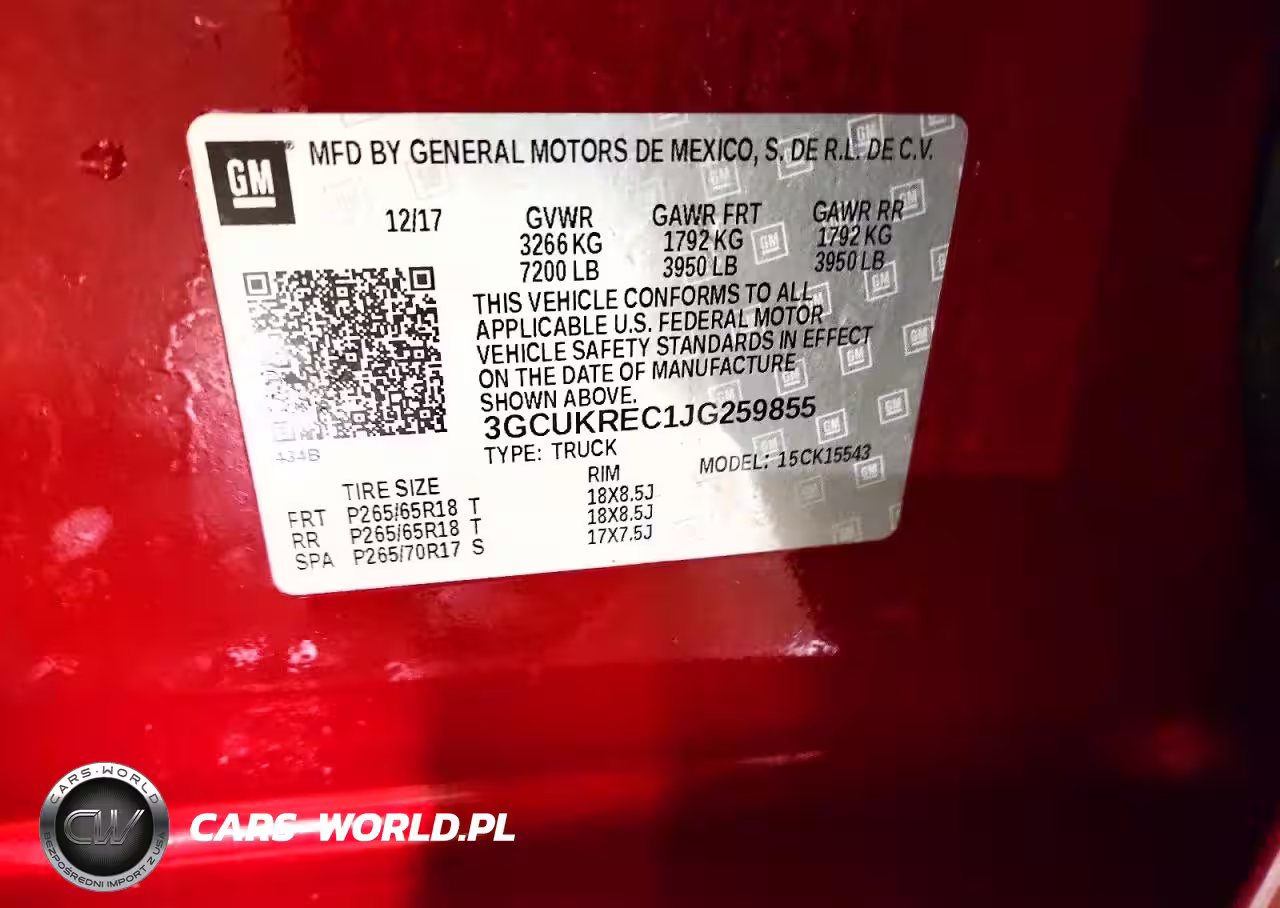 GM
MFD BY GENERAL MOTORS DE MEXICO, S. DE R.L. DE C.V.
12/17
GVWR GAWR FRT GAWR RR
3266 KG 1792 KG 1792 KG
7200 LB 3950 LB 3950 LB
THIS VEHICLE CONFORMS TO ALL
APPLICABLE U.S. FEDERAL MOTOR
VEHICLE SAFETY STANDARDS IN EFFECT
ON THE DATE OF MANUFACTURE
SHOWN ABOVE.
3GCUKREC1JG259855
434B
TYPE: TRUCK MODEL: 15CK15543
TIRE SIZE RIM
FRT P265/65R18 T 18X8.5J
RR P265/65R18 T 18X8.5J
SPA P265/70R17 S 17X7.5J
CARS-WORLD
CW
BEZPOŚREDNI IMPORT Z USA
CARS WORLD.PL